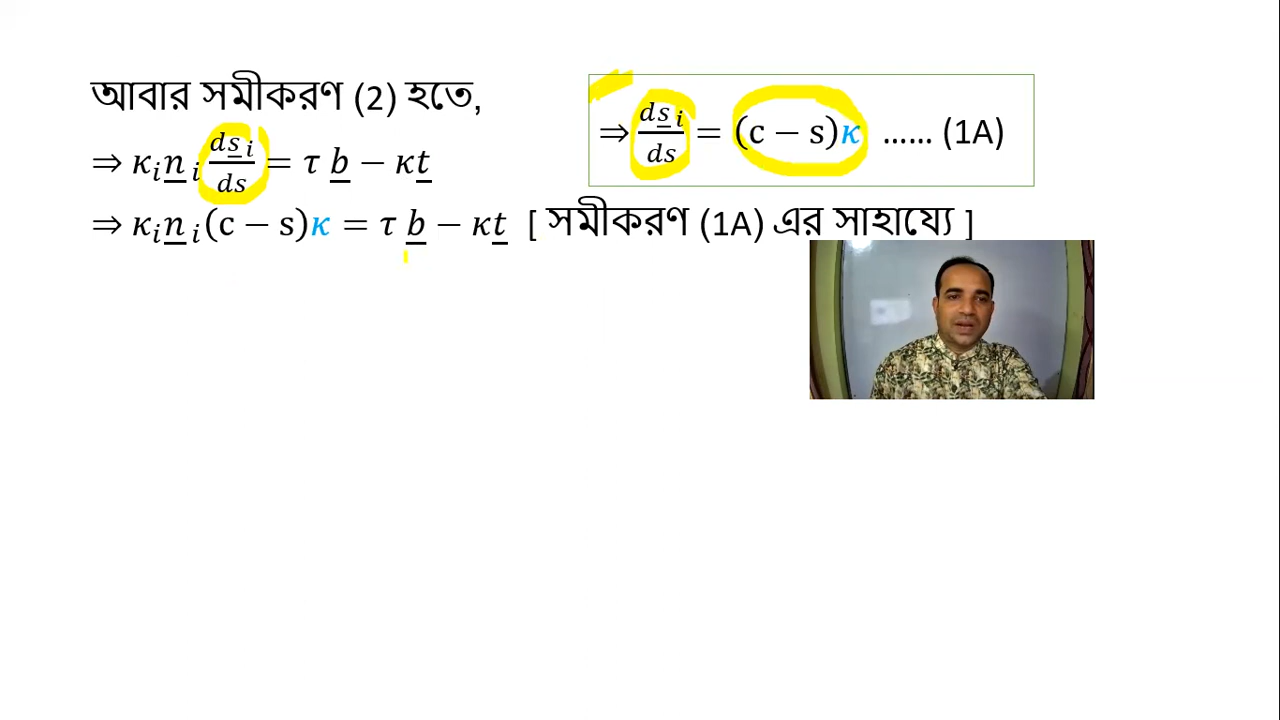 আবার সমীকরণ (2) হতে,
⇒ κᵢn̲ᵢ ds̲ᵢ/ds = τ b̲ − κt̲
⇒ ds̲ᵢ/ds = (c − s)κ …… (1A)
⇒ κᵢn̲ᵢ(c − s)κ = τ b̲ − κt̲ [ সমীকরণ (1A) এর সাহায্যে ]